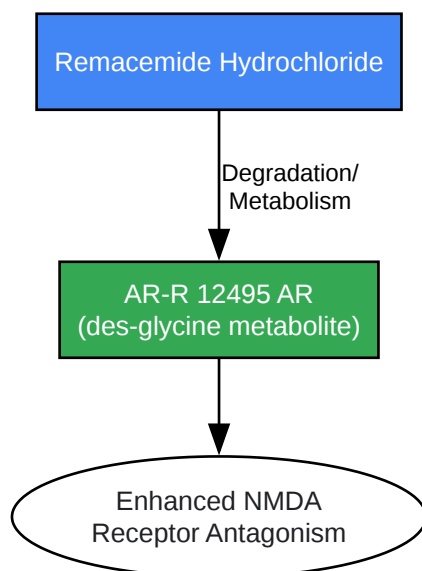 Remacemide Hydrochloride
Degradation/
Metabolism
AR-R 12495 AR
(des-glycine metabolite)
Enhanced NMDA
Receptor Antagonism